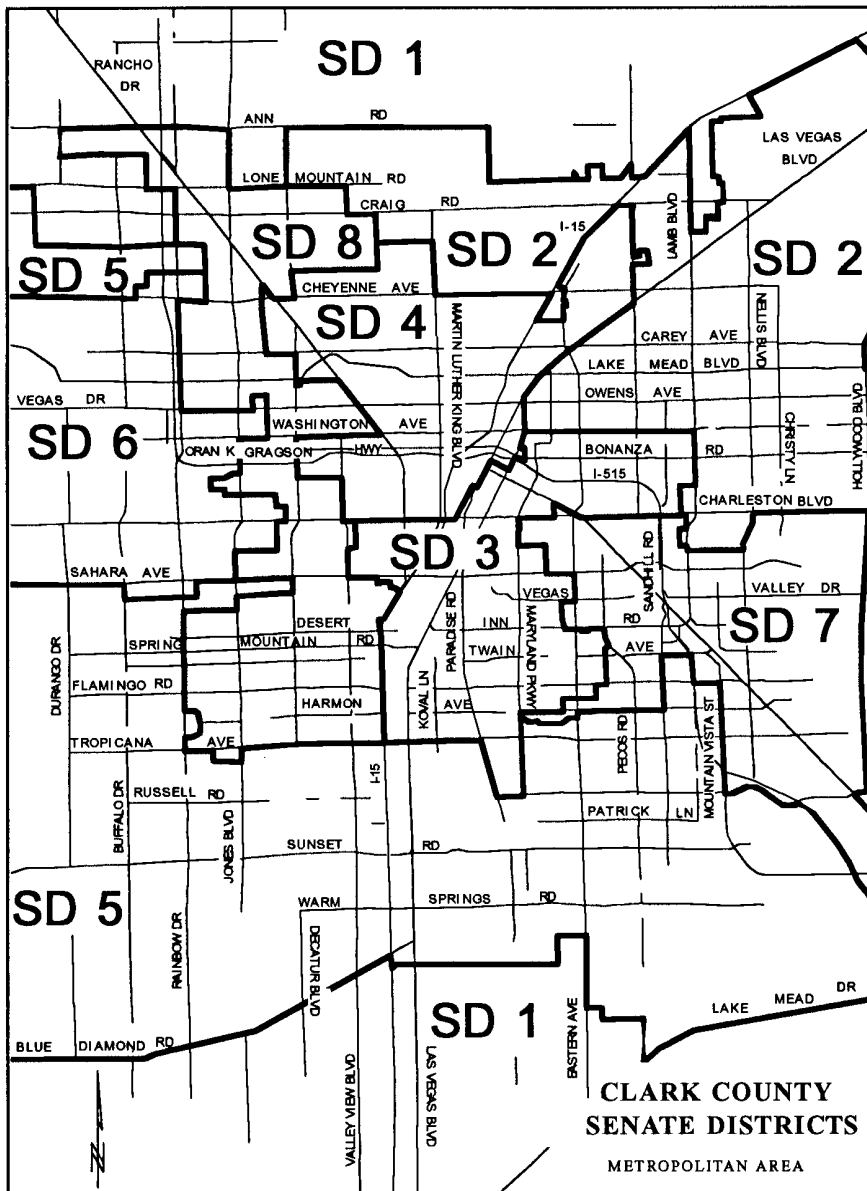 SD 1
RANCHO
DR
ANN RD
LAS VEGAS
BLVD
LONE MOUNTAIN RD
CRAIG RD
I-15
LAMB BLVD
SD 8
SD 2
SD 2
SD 5
CHEYENNE AVE
SD 4
MARTIN LUTHER KING BLVD
NELLIS BLVD
CAREY AVE
LAKE MEAD BLVD
OWENS AVE
VEGAS DR
WASHINGTON AVE
CHRISTY LN
HOLLYWOOD BLVD
SD 6
ORAN K GRAGSON HWY
BONANZA RD
I-515
CHARLESTON BLVD
SD 3
SANDHILL RD
SAHARA AVE
VEGAS VALLEY DR
DESERT INN RD
PARADISE RD
MARYLAND PKWY
SD 7
SPRING MOUNTAIN RD
TWAIN AVE
DURANGO DR
FLAMINGO RD
KOVAL LN
HARMON AVE
MOUNTAIN VISTA ST
TROPICANA AVE
PECOS RD
I-15
BUFFALO DR
RUSSELL RD
JONES BLVD
PATRICK LN
SUNSET RD
SD 5
WARM SPRINGS RD
RAINBOW DR
DECATUR BLVD
SD 1
EASTERN AVE
LAKE MEAD DR
BLUE DIAMOND RD
VALLEY VIEW BLVD
LAS VEGAS BLVD
N
CLARK COUNTY
SENATE DISTRICTS
METROPOLITAN AREA